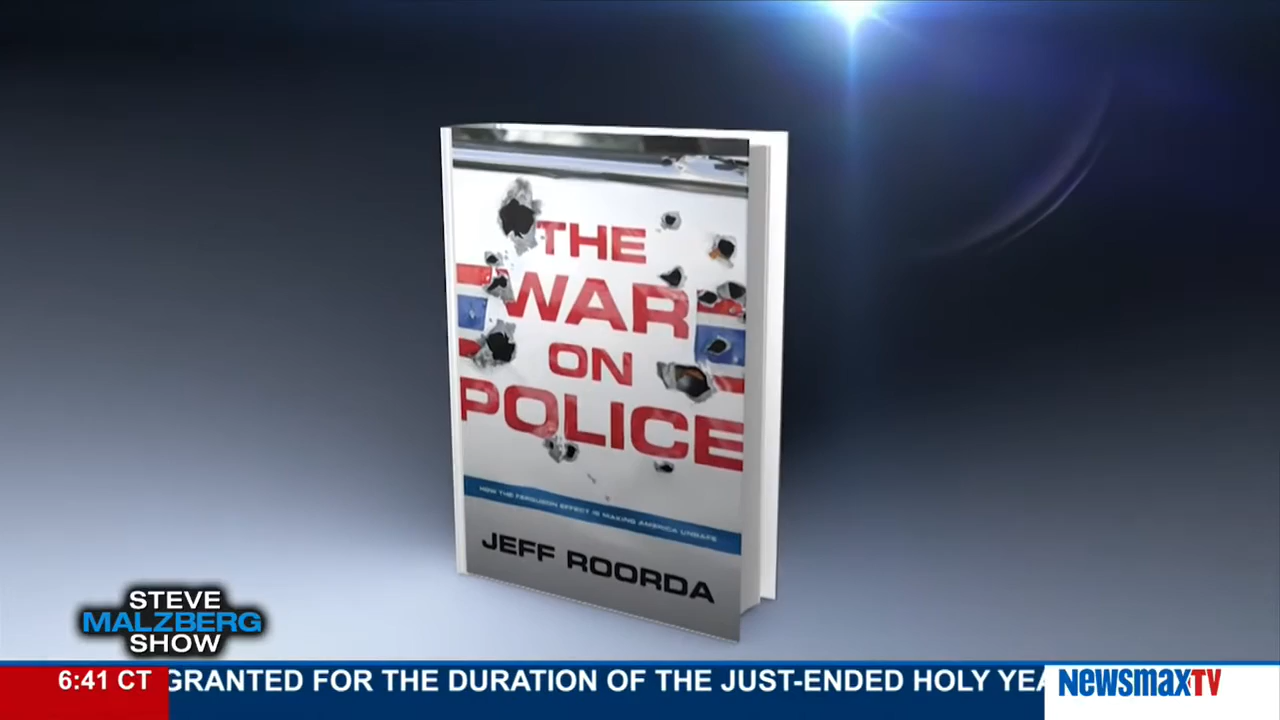 THE
WAR
ON
POLICE
HOW THE FERGUSON EFFECT IS MAKING AMERICA UNSAFE
JEFF ROORDA
STEVE
MALZBERG
SHOW
6:41 CT
GRANTED FOR THE DURATION OF THE JUST-ENDED HOLY YEA
NEWSMAXTV